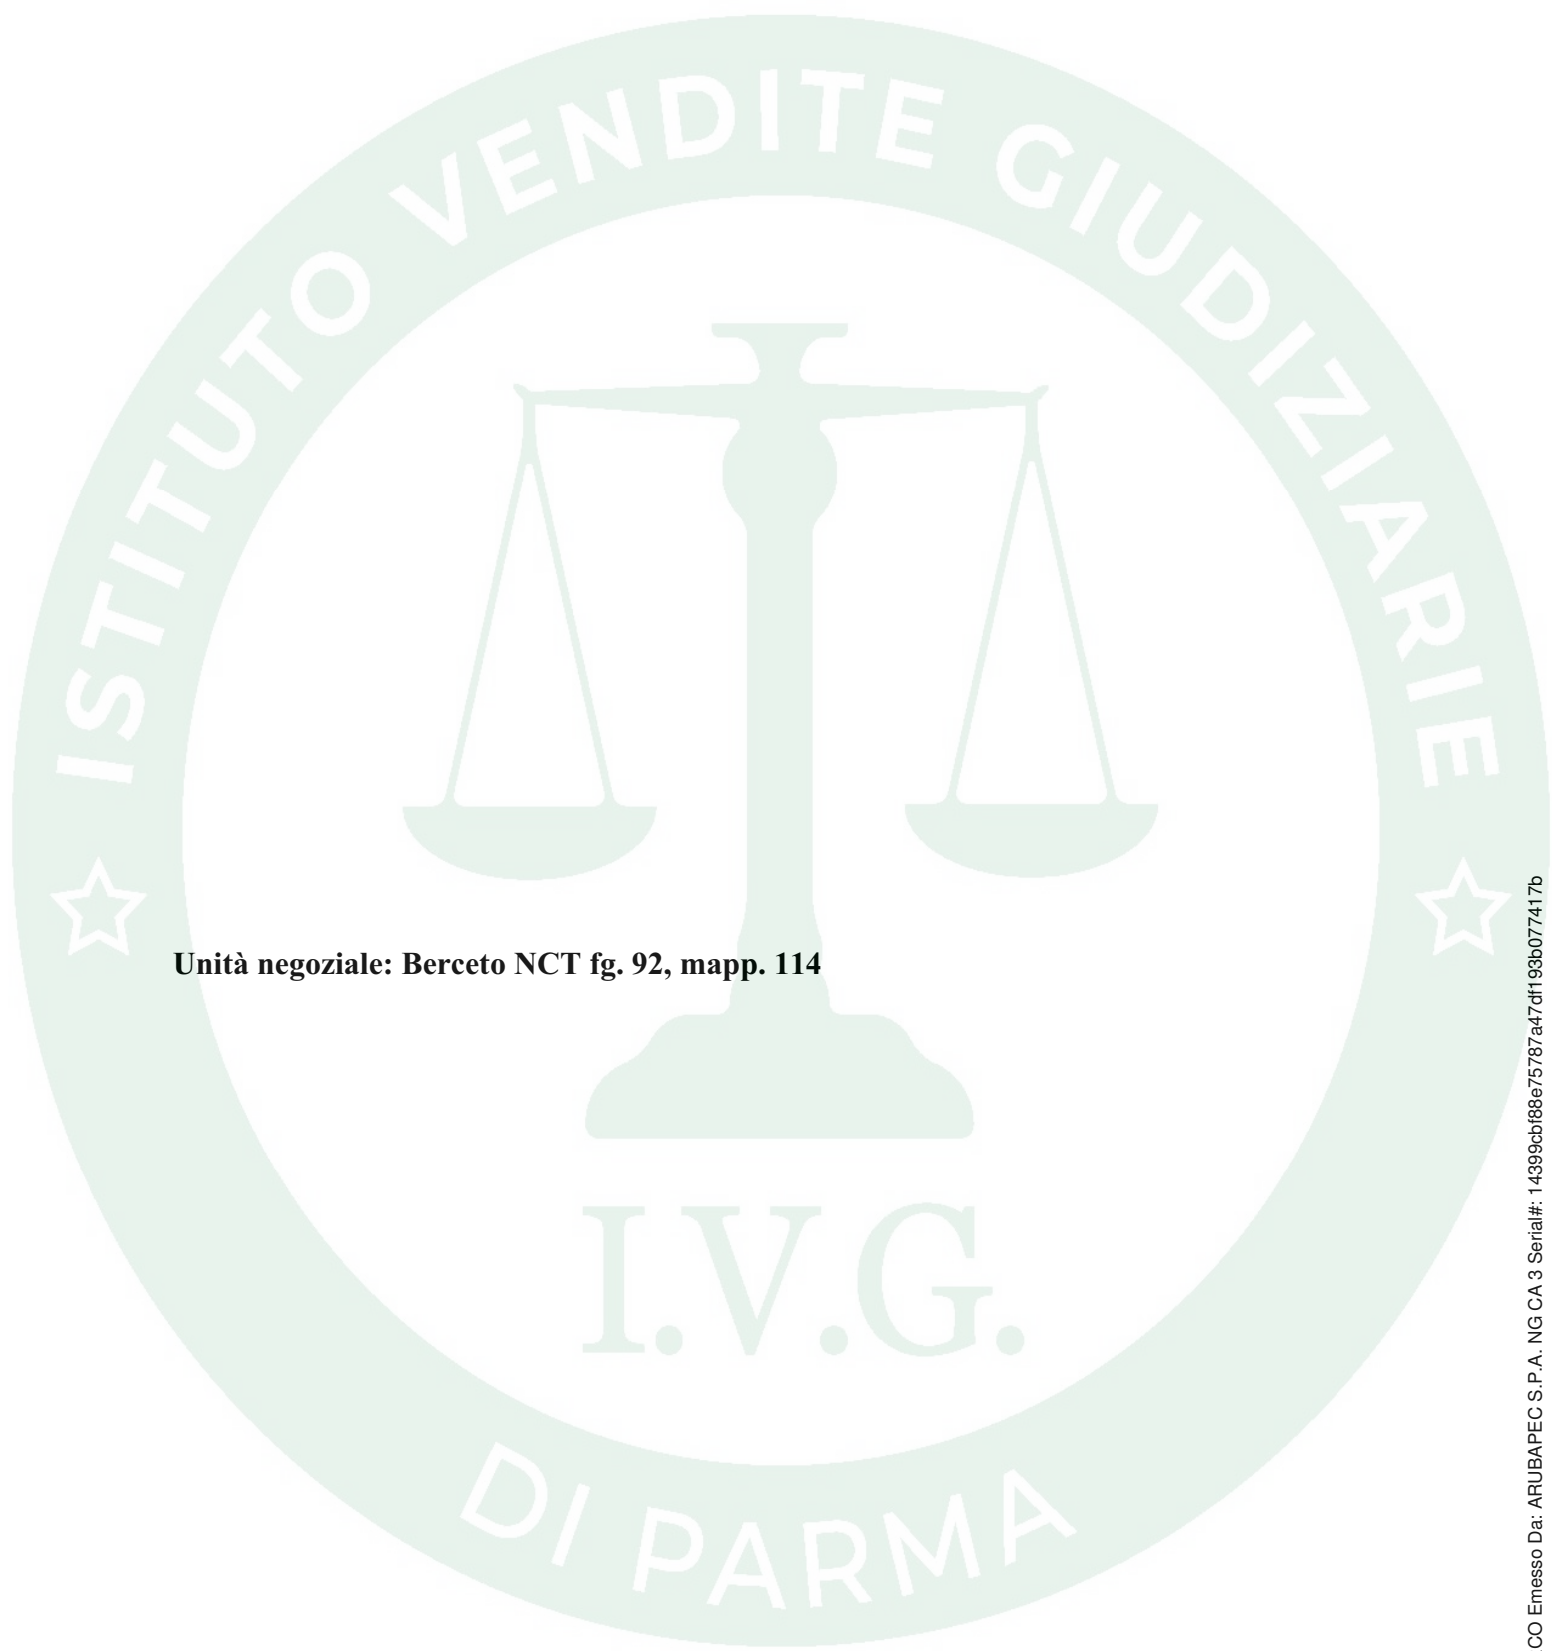 ISTITUTO VENDITE GIUDIZIARIE
Unità negoziale: Berceto NCT fg. 92, mapp. 114
I.V.G.
DI PARMA
CO Emesso Da: ARUBAPEC S.P.A. NG CA 3 Serial#: 14399cbf88e75787a47df193b077417b